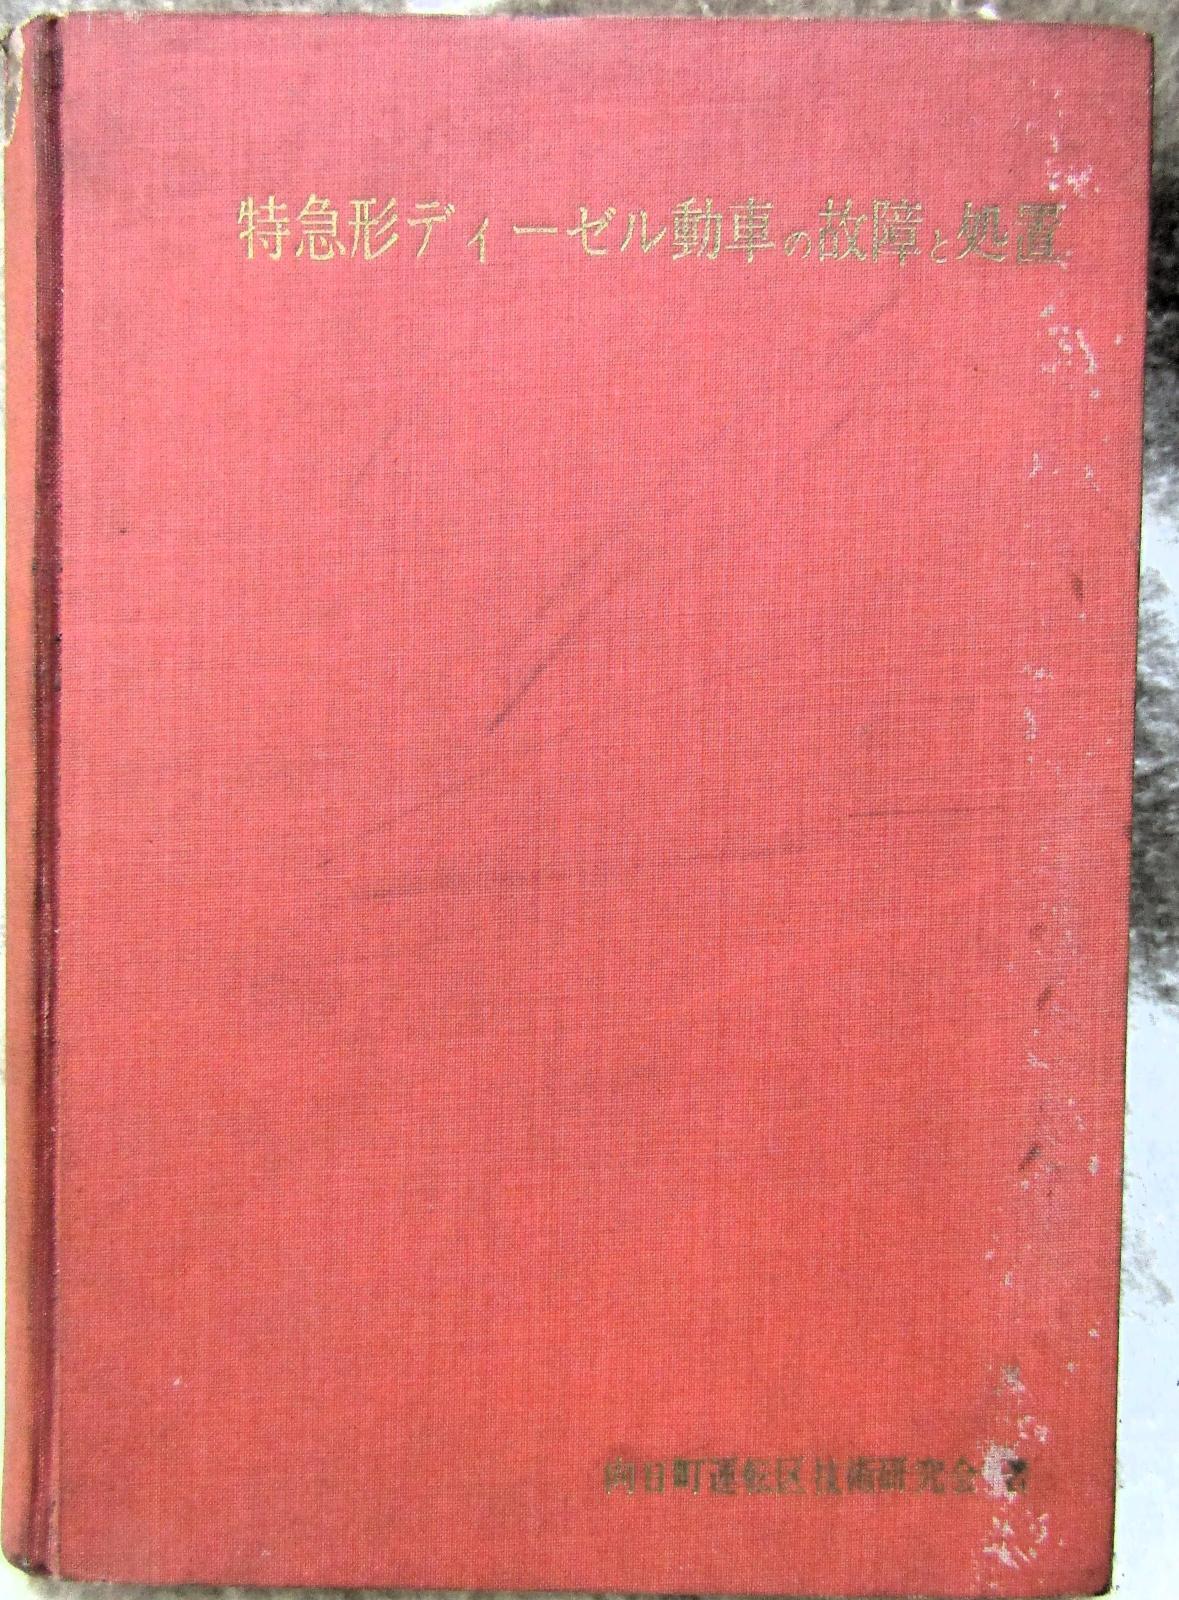 特急形ディーゼル動車の故障と処置
向日町運転区技術研究会 著